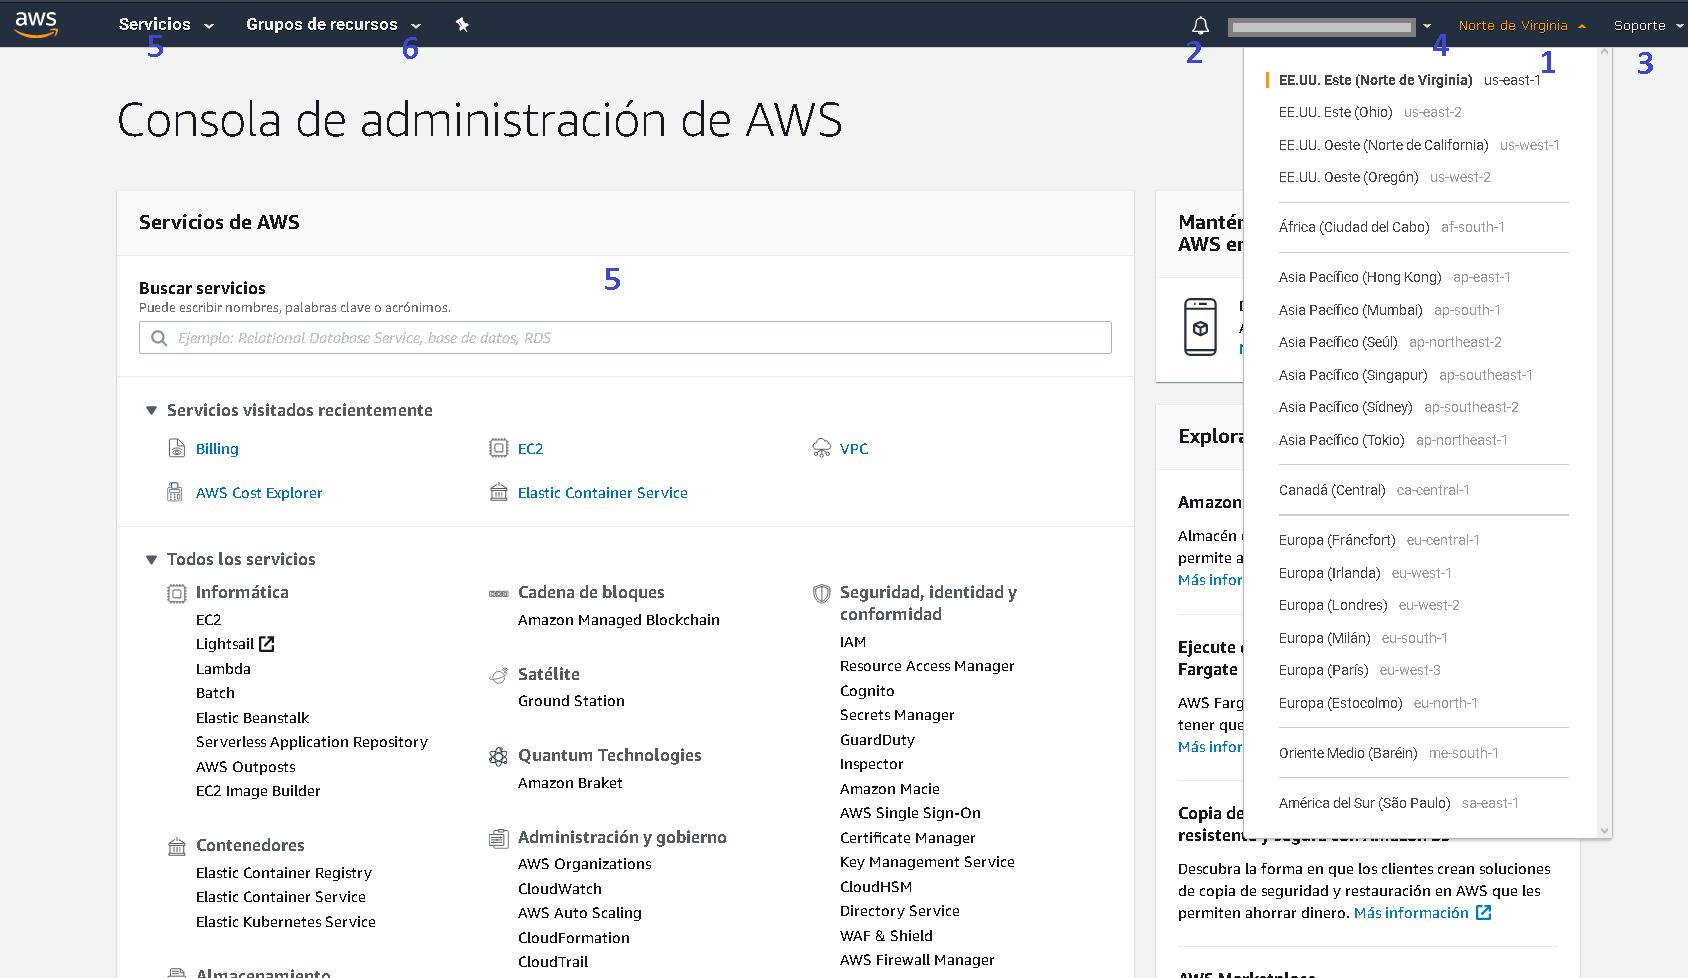 aws
Servicios
Grupos de recursos
Norte de Virginia
Soporte
5
6
2
4
1
3
Consola de administración de AWS
Servicios de AWS
5
Buscar servicios
Puede escribir nombres, palabras clave o acrónimos.
Ejemplo: Relational Database Service, base de datos, RDS
Servicios visitados recientemente
Billing
EC2
VPC
AWS Cost Explorer
Elastic Container Service
Todos los servicios
Informática
EC2
Lightsail
Lambda
Batch
Elastic Beanstalk
Serverless Application Repository
AWS Outposts
EC2 Image Builder
Contenedores
Elastic Container Registry
Elastic Container Service
Elastic Kubernetes Service
Almacenamiento
Cadena de bloques
Amazon Managed Blockchain
Satélite
Ground Station
Quantum Technologies
Amazon Braket
Administración y gobierno
AWS Organizations
CloudWatch
AWS Auto Scaling
CloudFormation
CloudTrail
Seguridad, identidad y
conformidad
IAM
Resource Access Manager
Cognito
Secrets Manager
GuardDuty
Inspector
Amazon Macie
AWS Single Sign-On
Certificate Manager
Key Management Service
CloudHSM
Directory Service
WAF & Shield
AWS Firewall Manager
EE.UU. Este (Norte de Virginia) us-east-1
EE.UU. Este (Ohio) us-east-2
EE.UU. Oeste (Norte de California) us-west-1
EE.UU. Oeste (Oregón) us-west-2
África (Ciudad del Cabo) af-south-1
Asia Pacífico (Hong Kong) ap-east-1
Asia Pacífico (Mumbai) ap-south-1
Asia Pacífico (Seúl) ap-northeast-2
Asia Pacífico (Singapur) ap-southeast-1
Asia Pacífico (Sídney) ap-southeast-2
Asia Pacífico (Tokio) ap-northeast-1
Canadá (Central) ca-central-1
Europa (Fráncfort) eu-central-1
Europa (Irlanda) eu-west-1
Europa (Londres) eu-west-2
Europa (Milán) eu-south-1
Europa (París) eu-west-3
Europa (Estocolmo) eu-north-1
Oriente Medio (Baréin) me-south-1
América del Sur (São Paulo) sa-east-1
Mantén
AWS en
Explora
Amazon
Almacén
permite a
Más infor
Ejecute
Fargate
AWS Farg
tener que
Más infor
Copia de
resistente y segura con Amazon S3
Descubra la forma en que los clientes crean soluciones
de copia de seguridad y restauración en AWS que les
permiten ahorrar dinero. Más información
AWS Marketplace